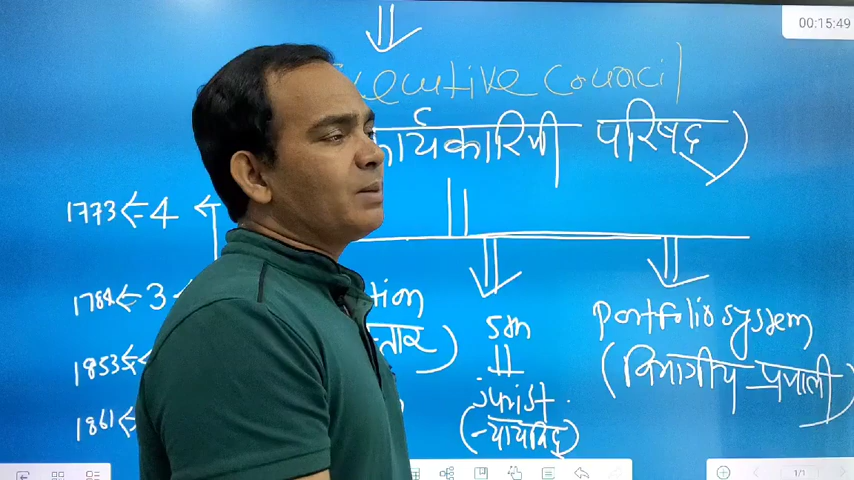 00:15:49
Executive Council
कार्यकारिणी परिषद्)
1773 ← 4 ←
1784 ← 3
1853 ←
1861 ←
tion
5th
jurist
(न्यायविद्)
Portfolio system
(विभागीय प्रणाली)
1/1